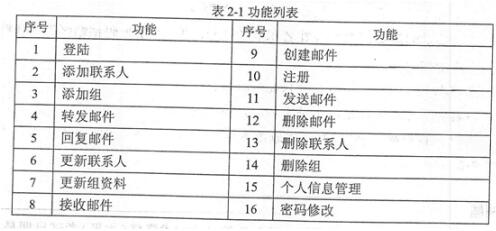 表 2-1 功能列表
序号 功能 序号 功能
1 登陆 9 创建邮件
2 添加联系人 10 注册
3 添加组 11 发送邮件
4 转发邮件 12 删除邮件
5 回复邮件 13 删除联系人
6 更新联系人 14 删除组
7 更新组资料 15 个人信息管理
8 接收邮件 16 密码修改